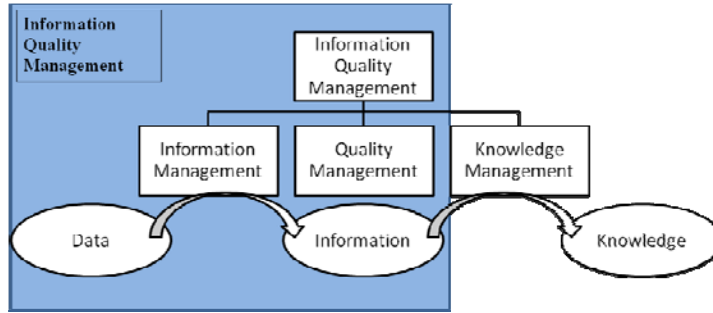 Information
Quality
Management
Information
Quality
Management
Information
Management
Quality
Management
Knowledge
Management
Data
Information
Knowledge